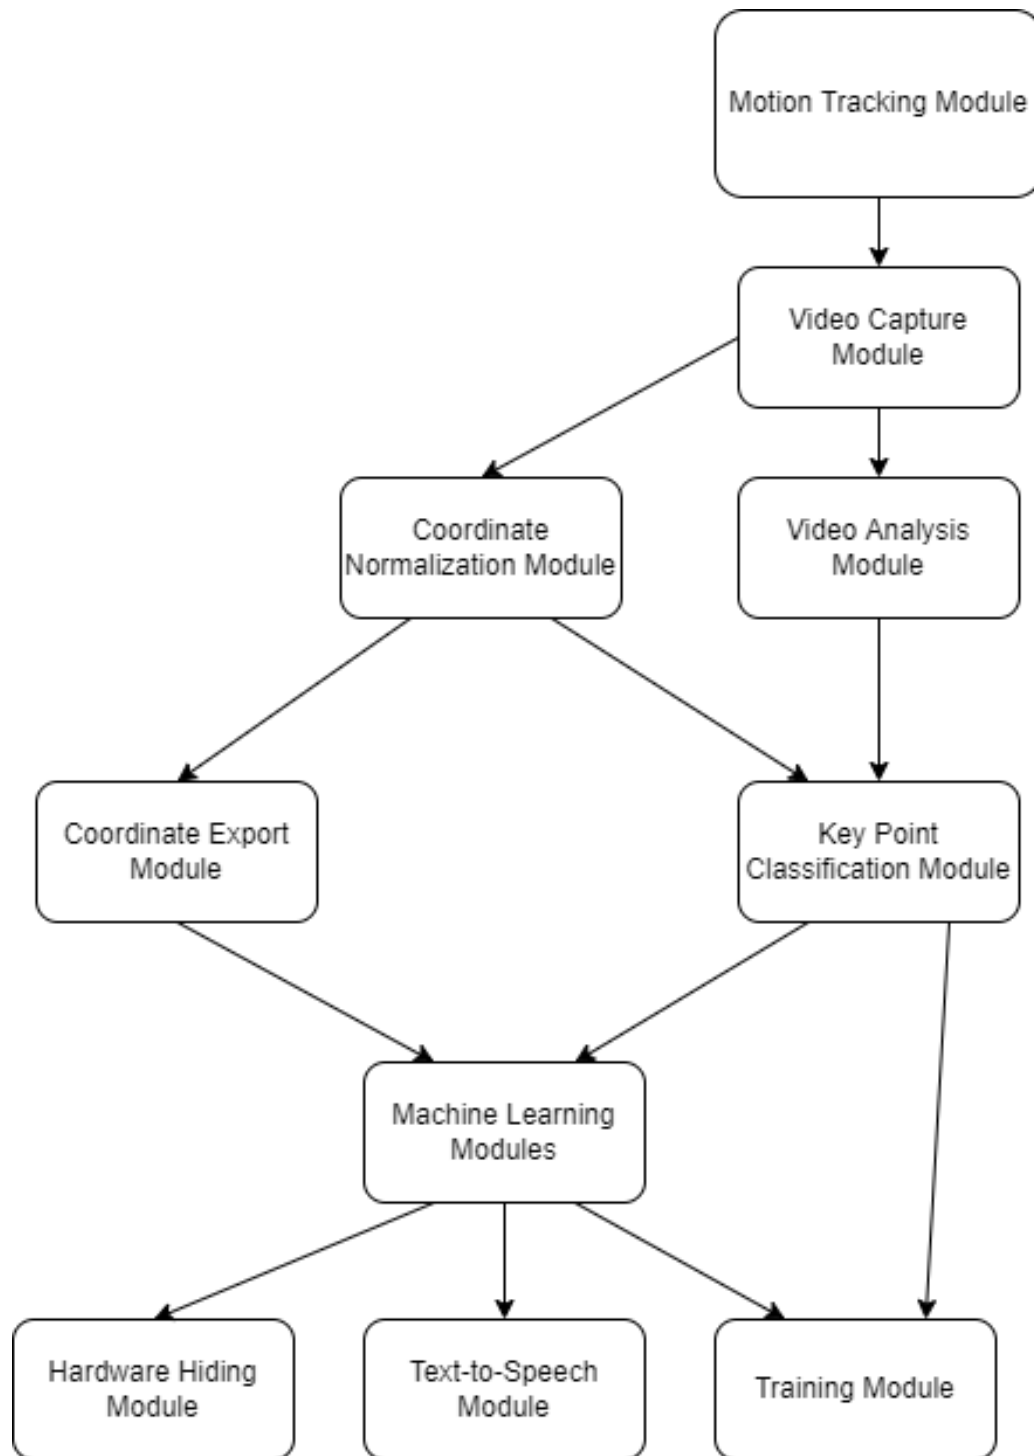 Motion Tracking Module
Video Capture
Module
Coordinate
Normalization Module
Video Analysis
Module
Coordinate Export
Module
Key Point
Classification Module
Machine Learning
Modules
Hardware Hiding
Module
Text-to-Speech
Module
Training Module